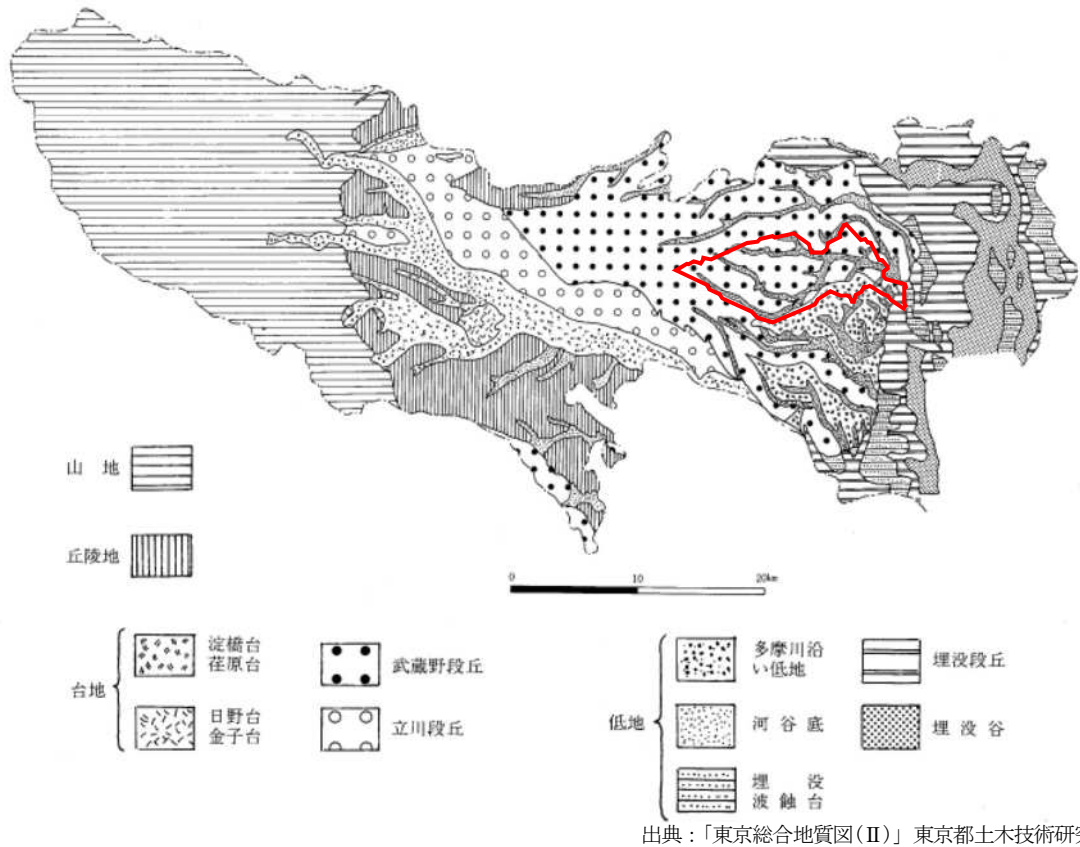 山地
丘陵地
0 10 20km
台地
淀橋台
荏原台
武蔵野段丘
日野台
金子台
立川段丘
低地
多摩川沿
い低地
埋没段丘
河谷底
埋没谷
埋没
波蝕台
出典：「東京総合地質図(Ⅱ)」東京都土木技術研究